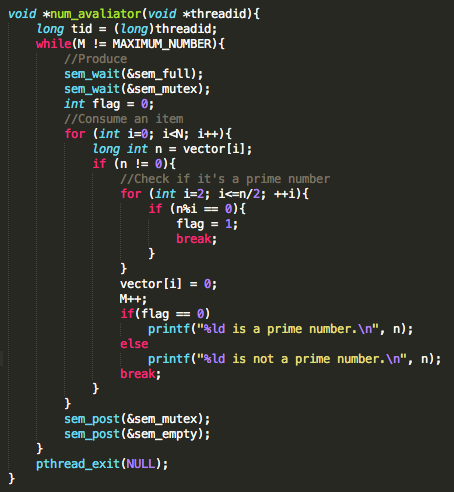 void *num_avaliator(void *threadid){
    long tid = (long)threadid;
    while(M != MAXIMUM_NUMBER){
        //Produce
        sem_wait(&sem_full);
        sem_wait(&sem_mutex);
        int flag = 0;
        //Consume an item
        for (int i=0; i<N; i++){
            long int n = vector[i];
            if (n != 0){
                //Check if it's a prime number
                for (int i=2; i<=n/2; ++i){
                    if (n%i == 0){
                        flag = 1;
                        break;
                    }
                }
                vector[i] = 0;
                M++;
                if(flag == 0)
                    printf("%ld is a prime number.\n", n);
                else
                    printf("%ld is not a prime number.\n", n);
                break;
            }
        }
        sem_post(&sem_mutex);
        sem_post(&sem_empty);
    }
    pthread_exit(NULL);
}